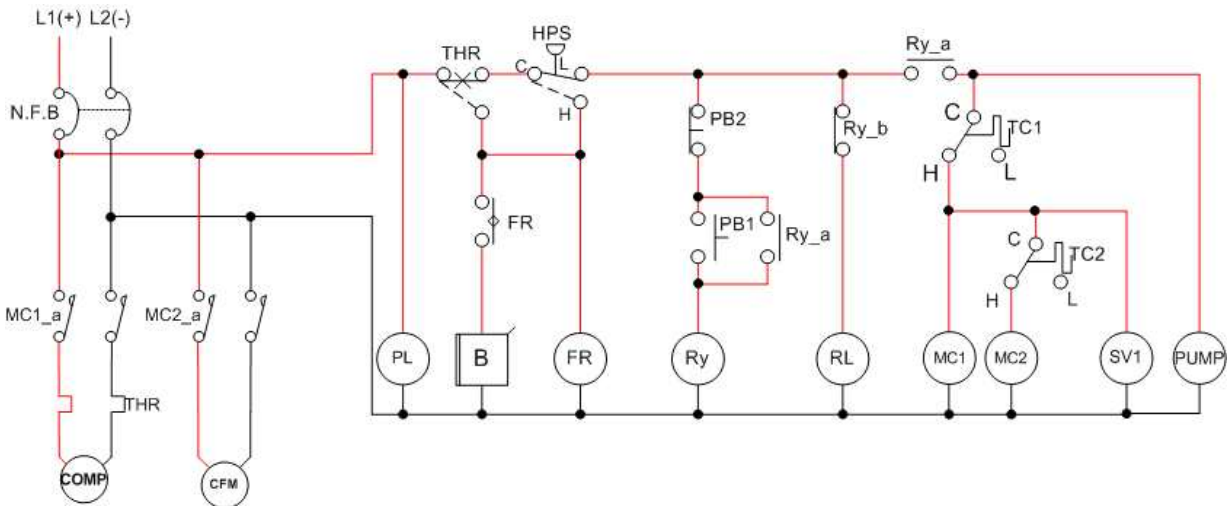 L1(+) L2(-)
HPS
THR
C L
Ry_a
N.F.B
H
C
TC1
PB2
Ry_b
H L
FR
PB1
Ry_a
C
TC2
H L
MC1_a
MC2_a
PL
B
FR
Ry
RL
MC1
MC2
SV1
PUMP
THR
COMP
CFM